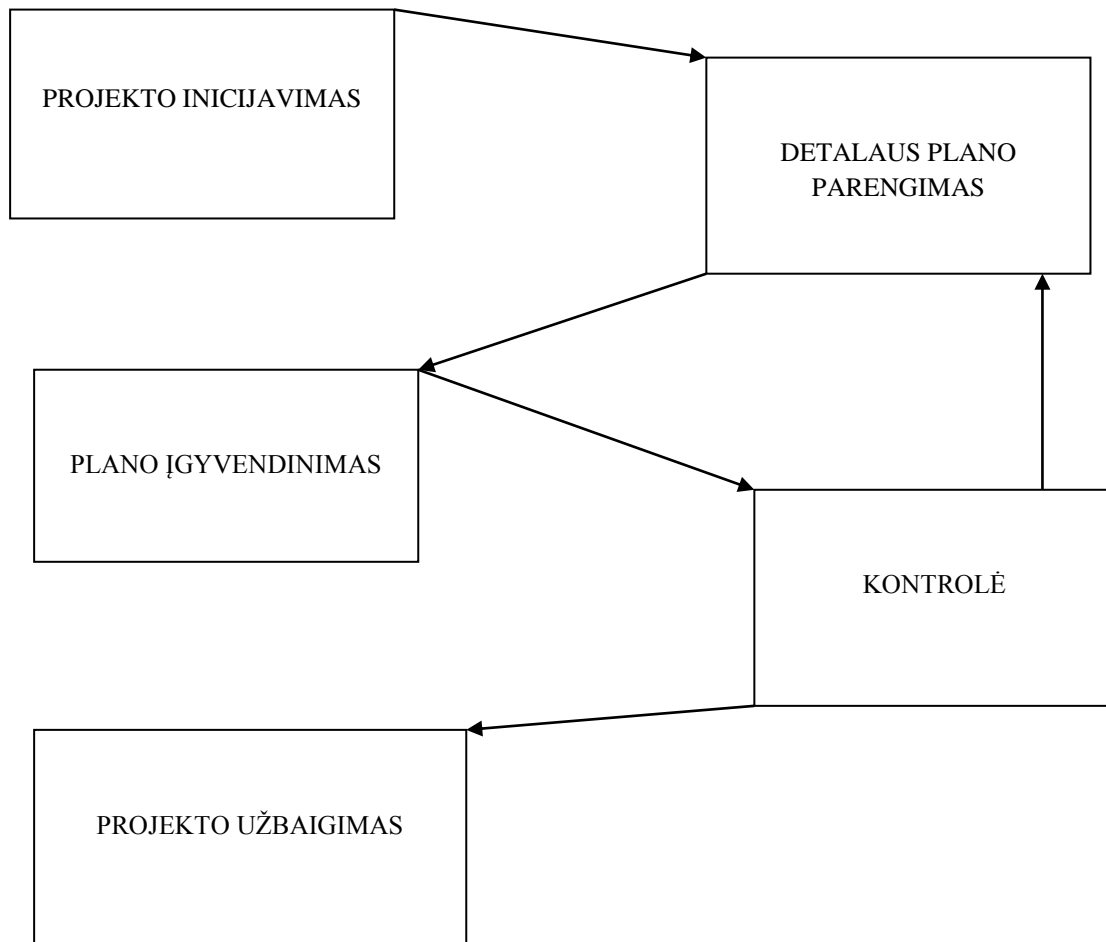 PROJEKTO INICIJAVIMAS
DETALAUS PLANO
PARENGIMAS
PLANO ĮGYVENDINIMAS
KONTROLĖ
PROJEKTO UŽBAIGIMAS